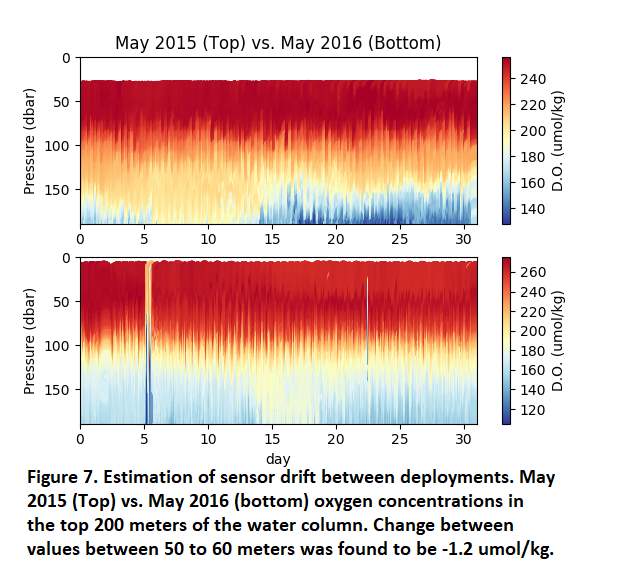 May 2015 (Top) vs. May 2016 (Bottom)
0
50
100
150
Pressure (dbar)
0 5 10 15 20 25 30
240
220
200
180
160
140
D.O. (umol/kg)
0
50
100
150
Pressure (dbar)
0 5 10 15 20 25 30
day
260
240
220
200
180
160
140
120
D.O. (umol/kg)
Figure 7. Estimation of sensor drift between deployments. May
2015 (Top) vs. May 2016 (bottom) oxygen concentrations in
the top 200 meters of the water column. Change between
values between 50 to 60 meters was found to be -1.2 umol/kg.